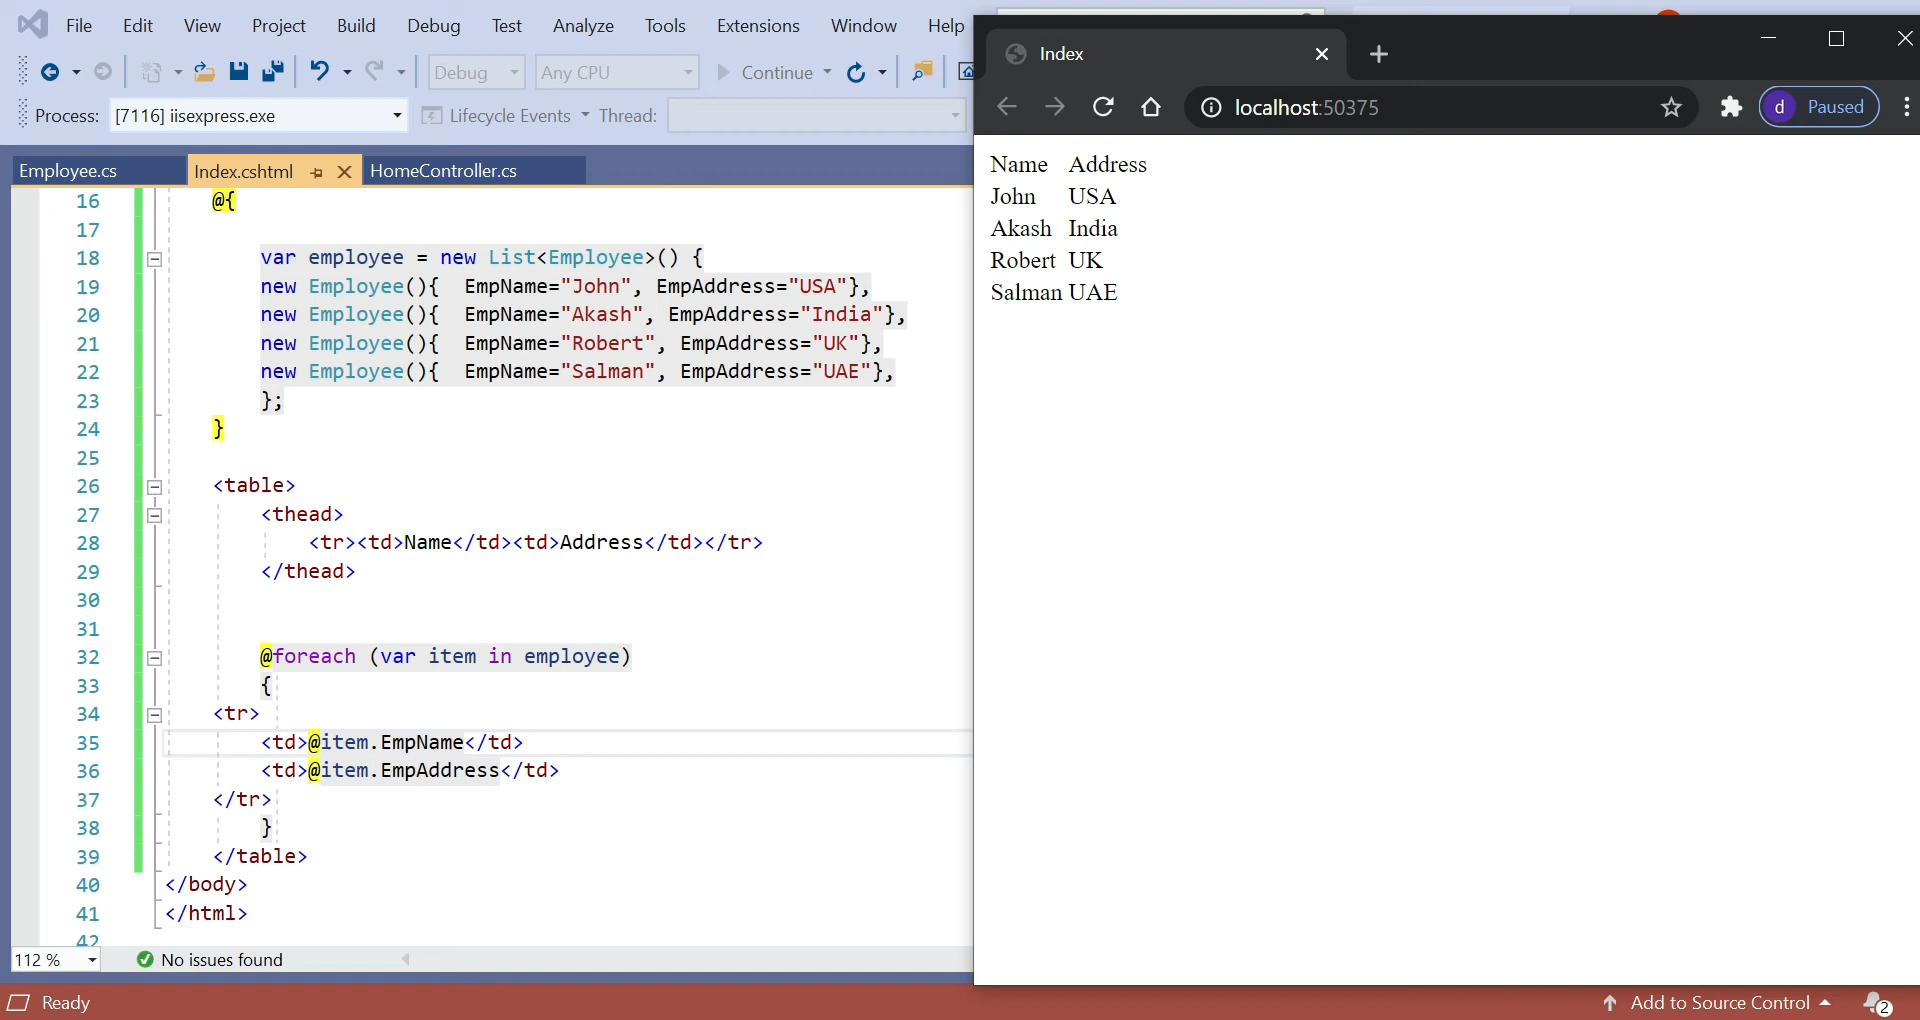 File Edit View Project Build Debug Test Analyze Tools Extensions Window Help
Debug Any CPU Continue
Process: [7116] iisexpress.exe Lifecycle Events Thread:
Employee.cs Index.cshtml HomeController.cs
16 @{
17
18 var employee = new List<Employee>() {
19 new Employee(){  EmpName="John", EmpAddress="USA"},
20 new Employee(){  EmpName="Akash", EmpAddress="India"},
21 new Employee(){  EmpName="Robert", EmpAddress="UK"},
22 new Employee(){  EmpName="Salman", EmpAddress="UAE"},
23 };
24 }
25
26 <table>
27 <thead>
28 <tr><td>Name</td><td>Address</td></tr>
29 </thead>
30
31
32 @foreach (var item in employee)
33 {
34 <tr>
35 <td>@item.EmpName</td>
36 <td>@item.EmpAddress</td>
37 </tr>
38 }
39 </table>
40 </body>
41 </html>
42
112 % No issues found
Ready
Index
localhost:50375
d Paused
Name Address
John USA
Akash India
Robert UK
Salman UAE
Add to Source Control 2